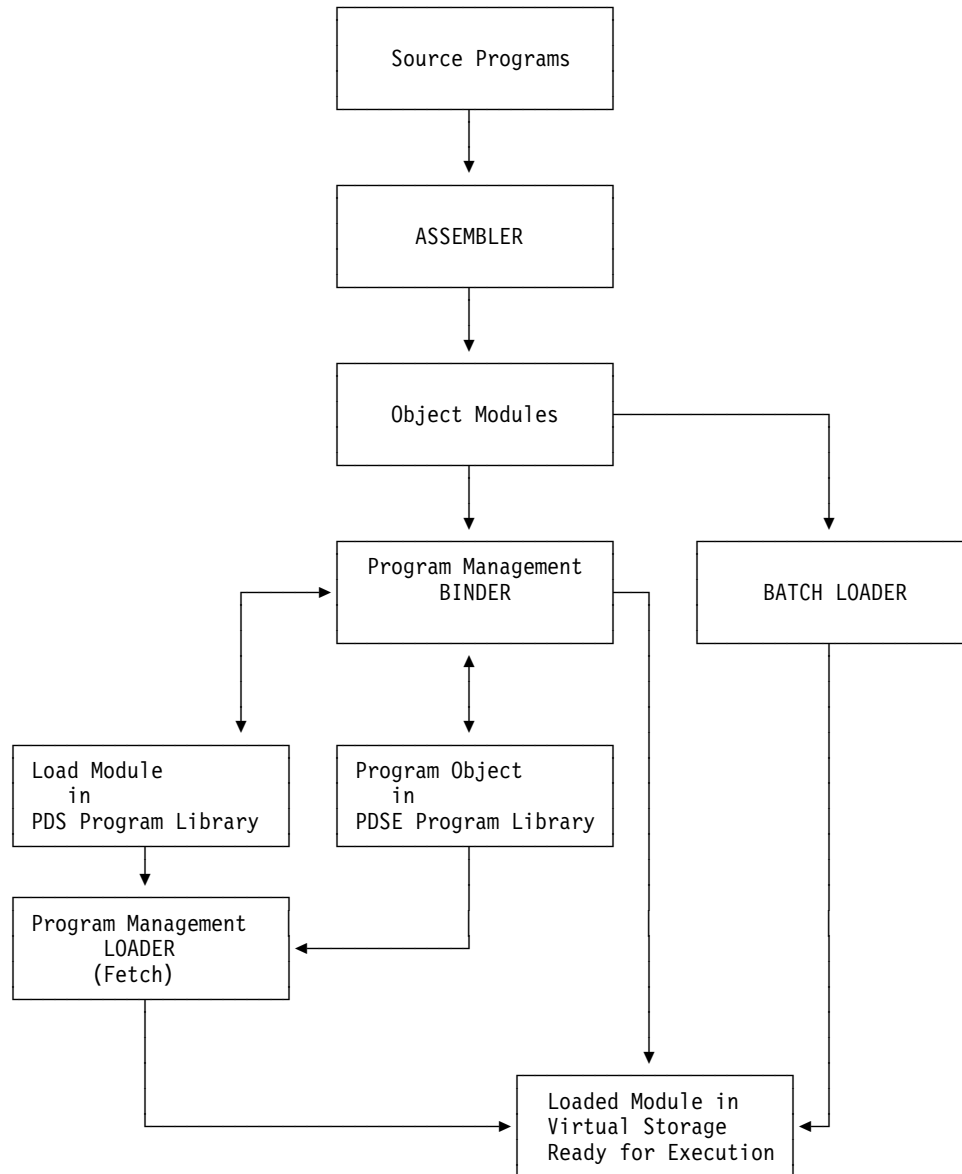 Source Programs
ASSEMBLER
Object Modules
Program Management
BINDER
BATCH LOADER
Load Module
in
PDS Program Library
Program Object
in
PDSE Program Library
Program Management
LOADER
(Fetch)
Loaded Module in
Virtual Storage
Ready for Execution